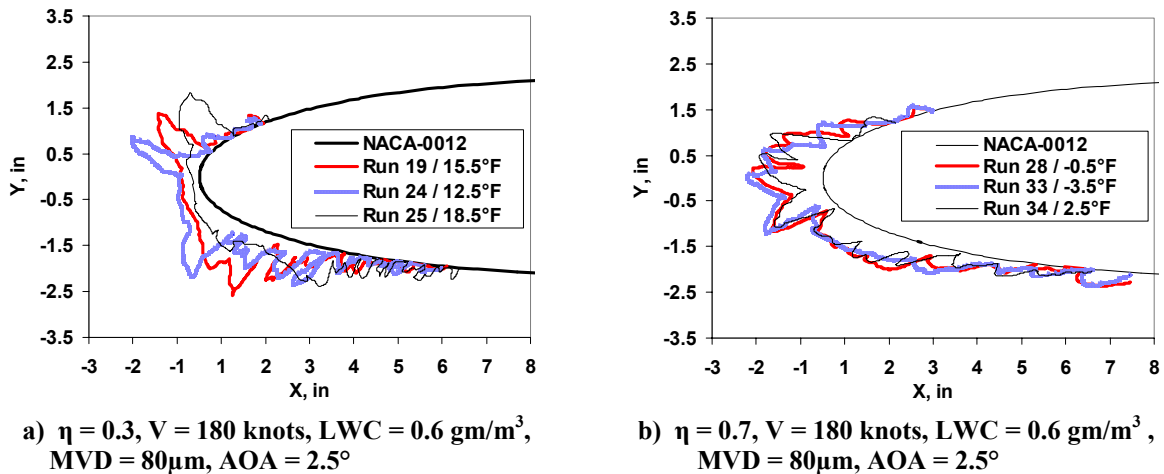 3.5
2.5
1.5
0.5
-0.5
-1.5
-2.5
-3.5
Y, in
-3 -2 -1 0 1 2 3 4 5 6 7 8
X, in
NACA-0012
Run 19 / 15.5°F
Run 24 / 12.5°F
Run 25 / 18.5°F
a) η = 0.3, V = 180 knots, LWC = 0.6 gm/m³,
MVD = 80µm, AOA = 2.5°
3.5
2.5
1.5
0.5
-0.5
-1.5
-2.5
-3.5
Y, in
-3 -2 -1 0 1 2 3 4 5 6 7 8
X, in
NACA-0012
Run 28 / -0.5°F
Run 33 / -3.5°F
Run 34 / 2.5°F
b) η = 0.7, V = 180 knots, LWC = 0.6 gm/m³ ,
MVD = 80µm, AOA = 2.5°